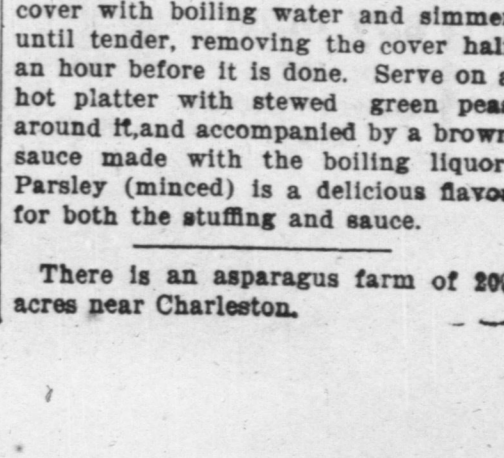 cover with boiling water and simme
until tender, removing the cover hal
an hour before it is done. Serve on a
hot platter with stewed green pea
around it,and accompanied by a brown
sauce made with the boiling liquor
Parsley (minced) is a delicious flavo
for both the stuffing and sauce.
There is an asparagus farm of 200
acres near Charleston.